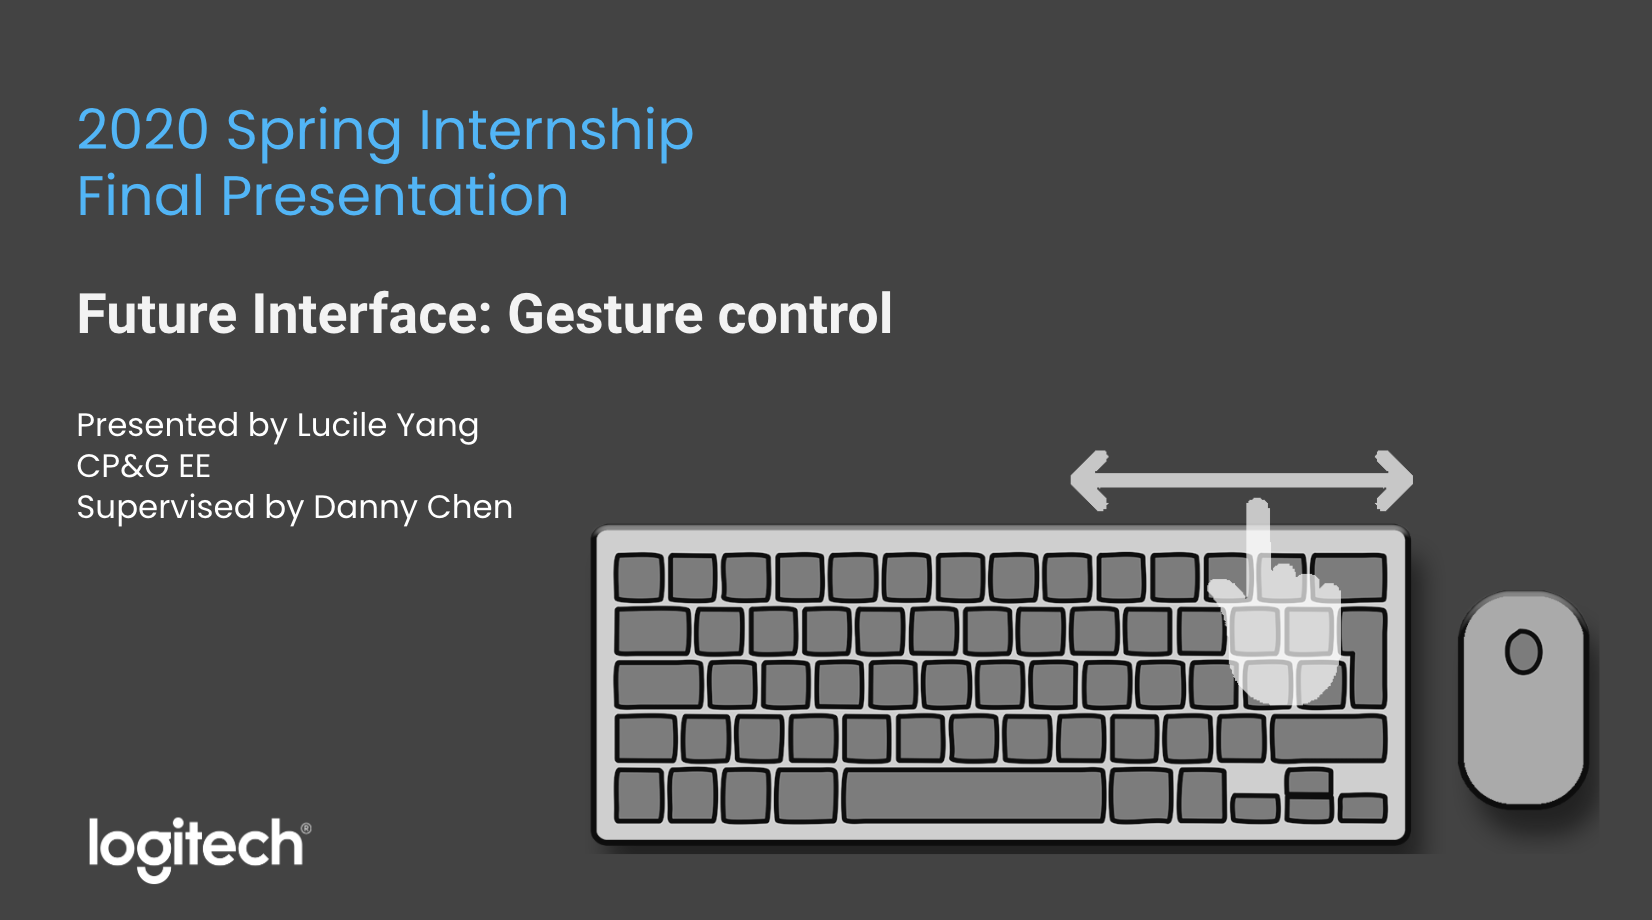 2020 Spring Internship
Final Presentation
Future Interface: Gesture control
Presented by Lucile Yang
CP&G EE
Supervised by Danny Chen
logitech®